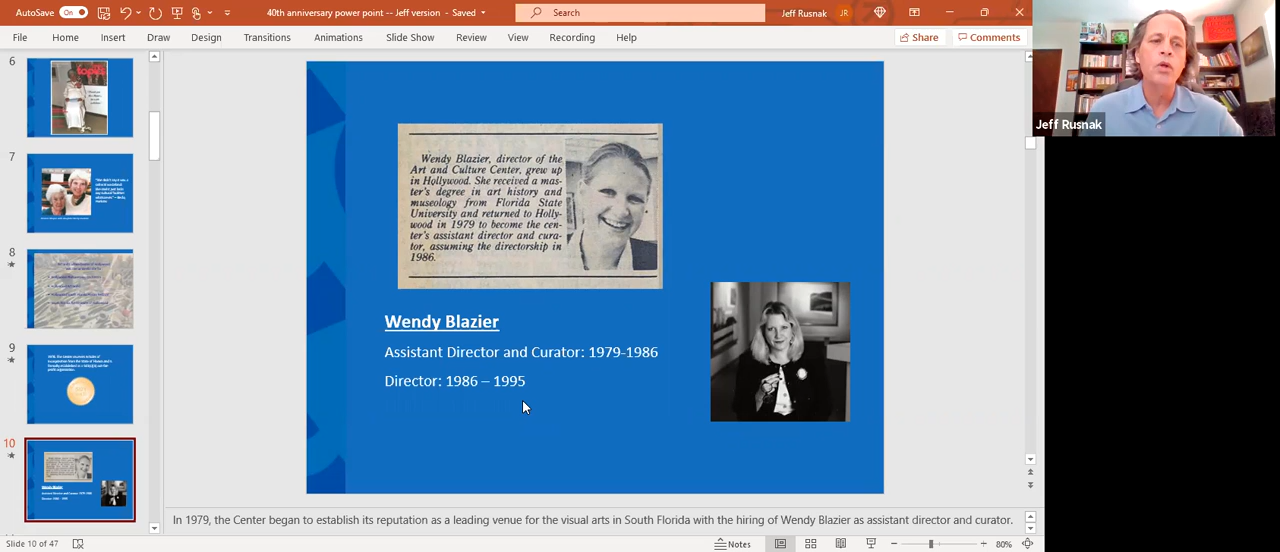 AutoSave On 40th anniversary power point -- Jeff version - Saved Search Jeff Rusnak JR
File Home Insert Draw Design Transitions Animations Slide Show Review View Recording Help Share Comments
6
7
8
9
10
Wendy Blazier, director of the
Art and Culture Center, grew up
in Hollywood. She received a mas-
ter's degree in art history and
museology from Florida State
University and returned to Holly-
wood in 1979 to become the cen-
ter's assistant director and cura-
tor, assuming the directorship in
1986.
Wendy Blazier
Assistant Director and Curator: 1979-1986
Director: 1986 – 1995
In 1979, the Center began to establish its reputation as a leading venue for the visual arts in South Florida with the hiring of Wendy Blazier as assistant director and curator.
Slide 10 of 47 Notes 80%
Jeff Rusnak